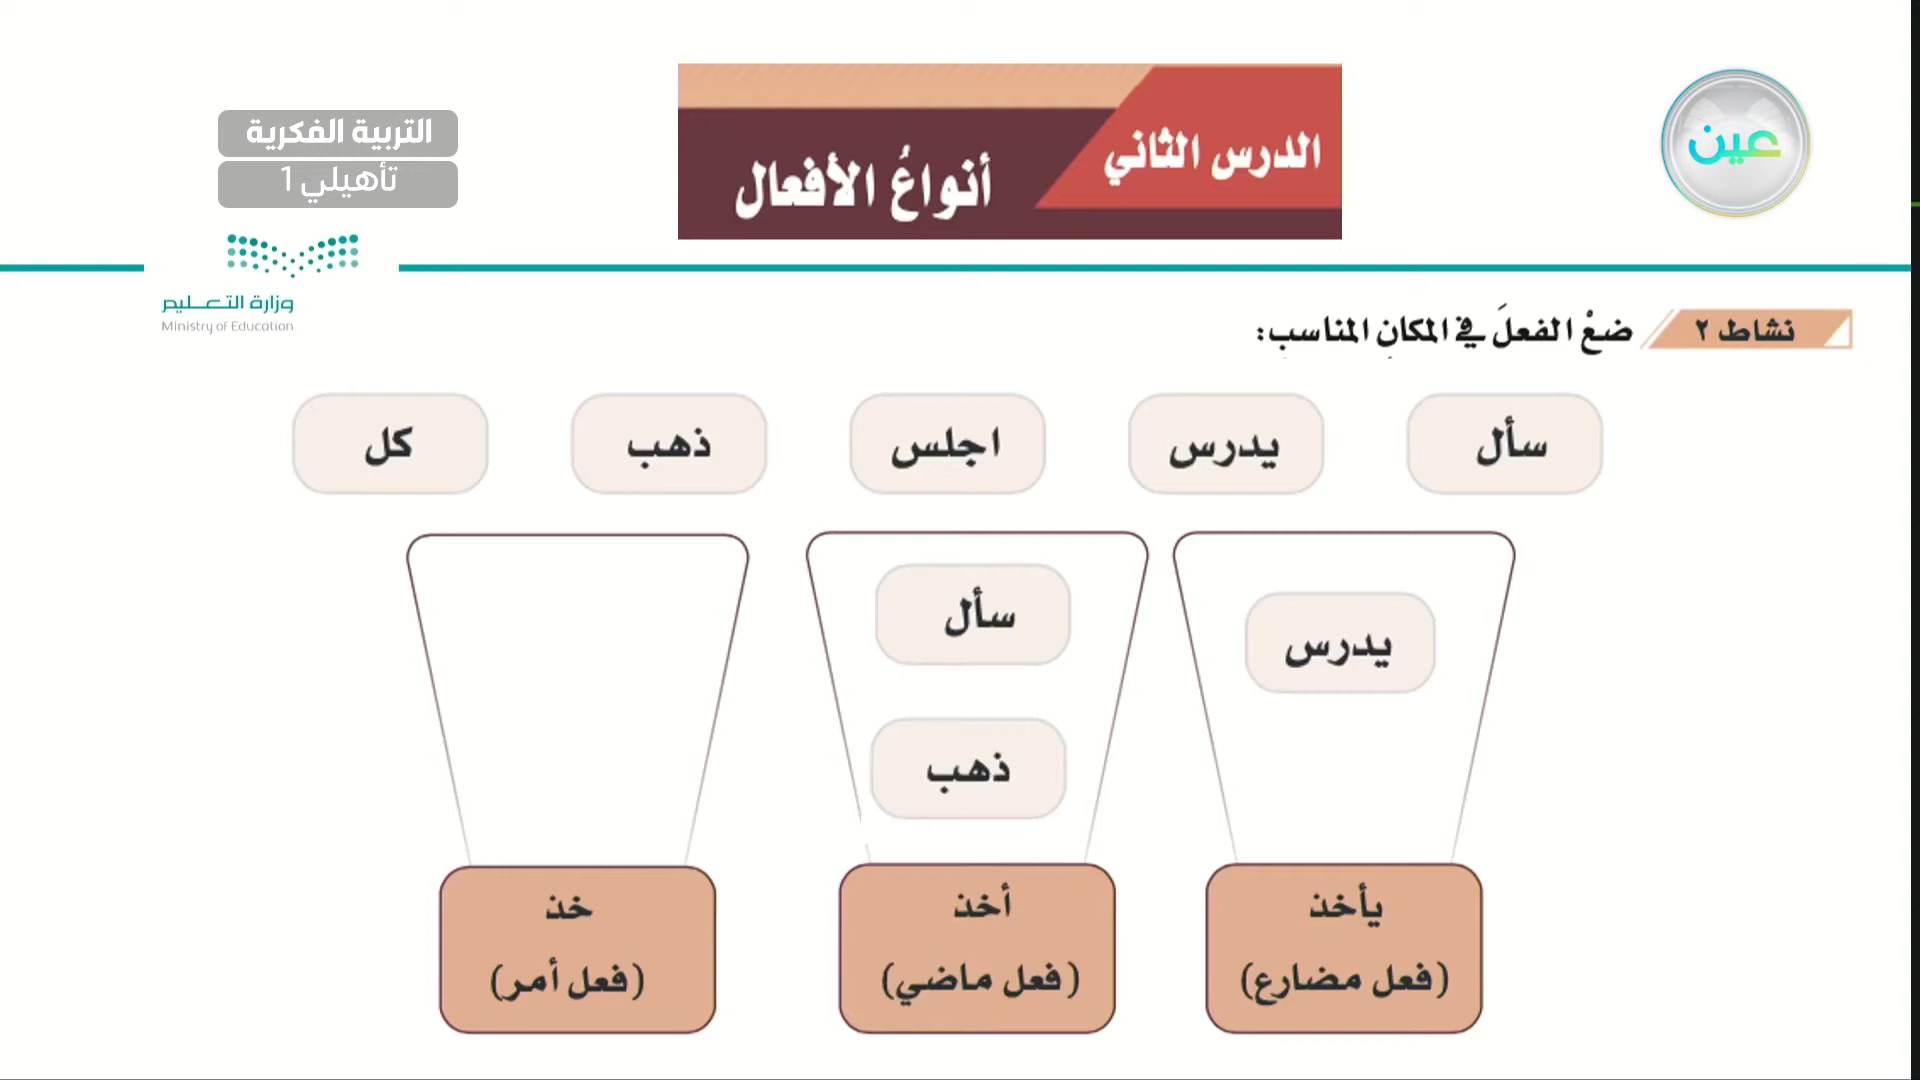 التربية الفكرية
تأهيلي 1
الدرس الثاني
أنواعُ الأفعال
عين
وزارة التعليم
Ministry of Education
نشاط ٢
ضعْ الفعلَ في المكانِ المناسبِ:
سأل
يدرس
اجلس
ذهب
كل
يدرس
سأل
ذهب
يأخذ
(فعل مضارع)
أخذ
(فعل ماضي)
خذ
(فعل أمر)